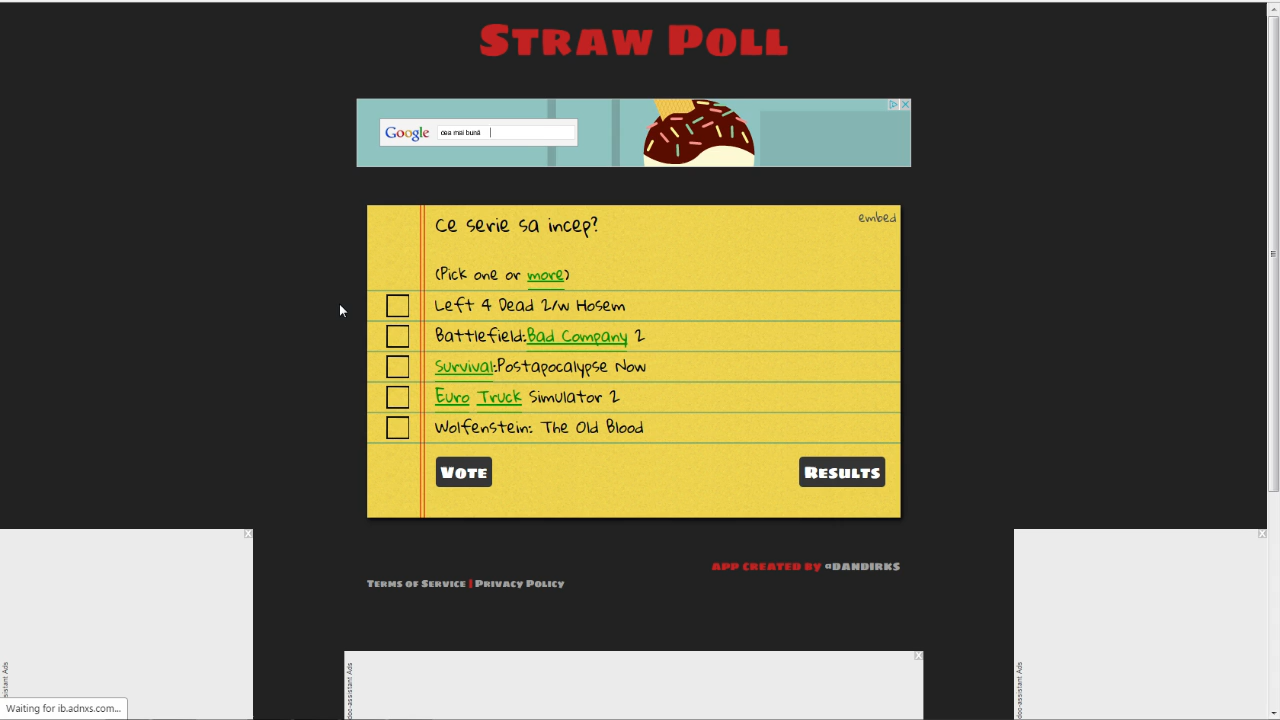 Straw Poll
Google cea mai bună
embed
Ce serie sa incep?
(Pick one or more)
Left 4 Dead 2/w Hosem
Battlefield:Bad Company 2
Survival:Postapocalypse Now
Euro Truck Simulator 2
Wolfenstein: The Old Blood
Vote
Results
App created by @dandirks
Terms of Service | Privacy Policy
Waiting for ib.adnxs.com...